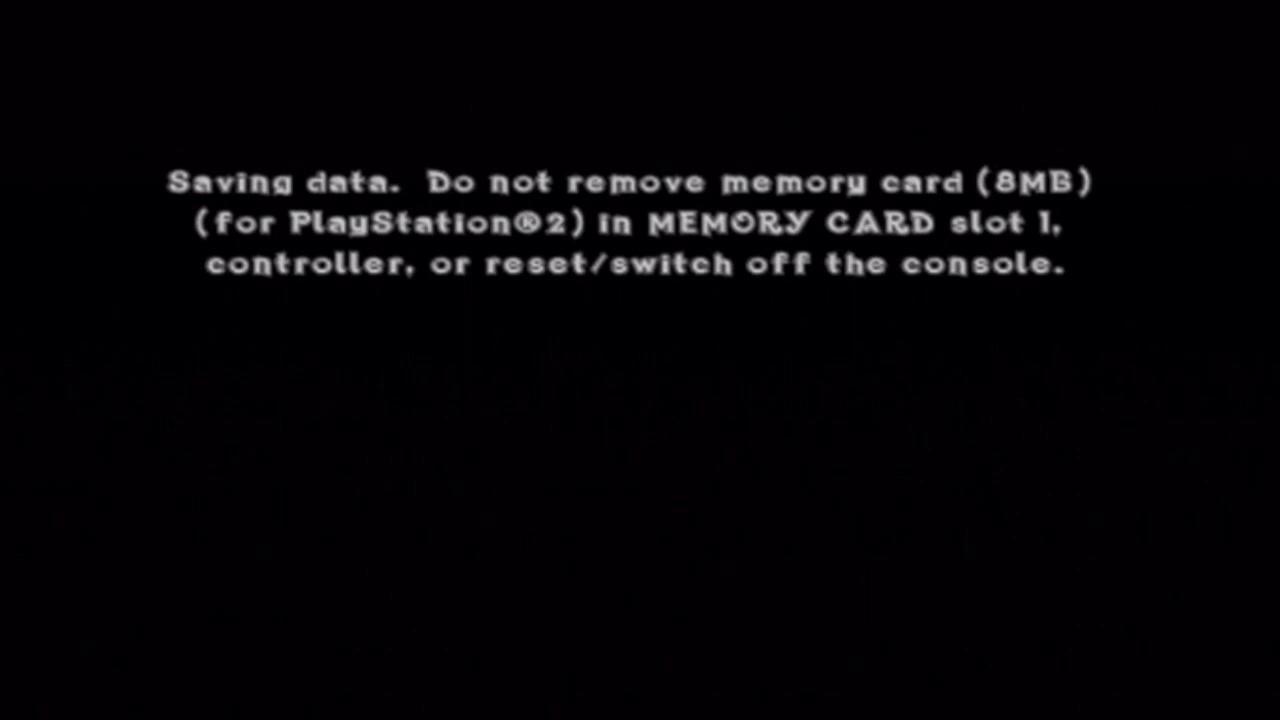 Saving data.  Do not remove memory card (8MB)
(for PlayStation®2) in MEMORY CARD slot 1,
controller, or reset/switch off the console.